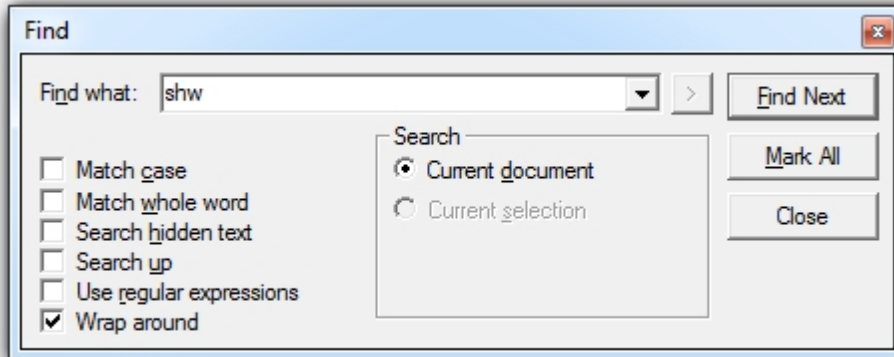 Find
Find what: shw > Find Next
Search
Match case
Match whole word
Search hidden text
Search up
Use regular expressions
Wrap around
Current document
Current selection
Mark All
Close